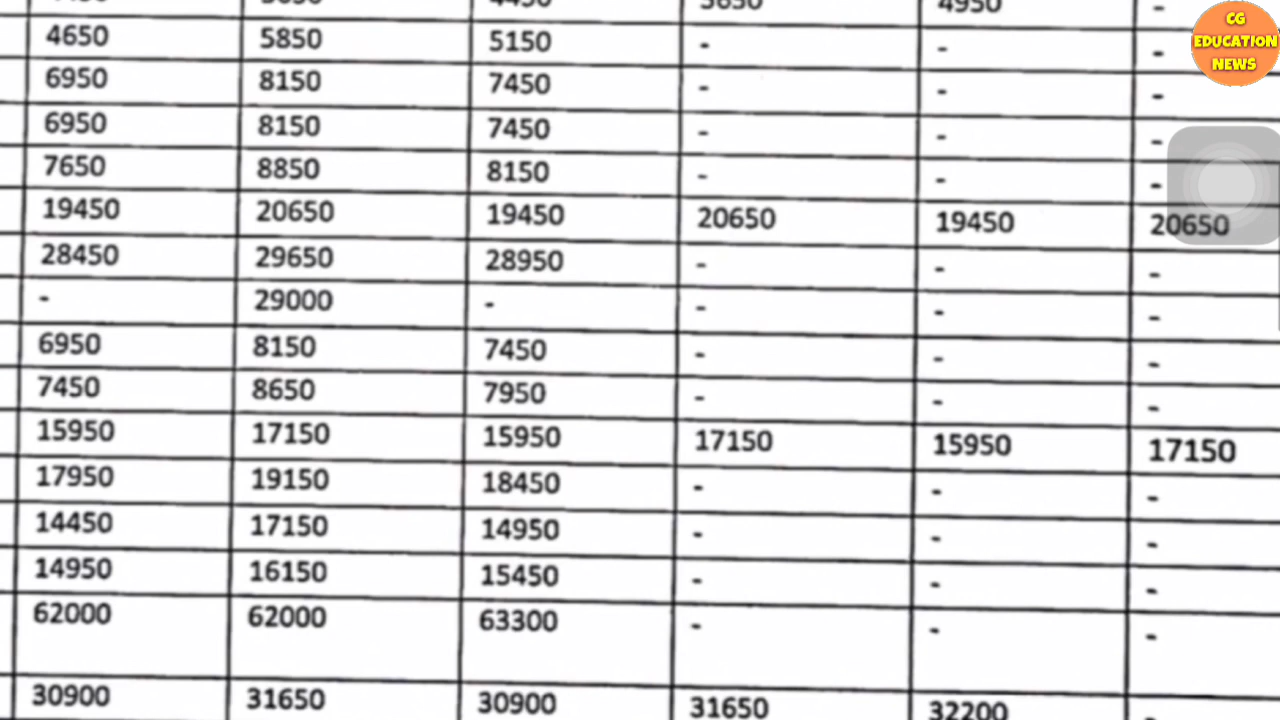 4950 -
4650 5850 5150 - - -
6950 8150 7450 - - -
6950 8150 7450 - - -
7650 8850 8150 - - -
19450 20650 19450 20650 19450 20650
28450 29650 28950 - - -
- 29000 - - - -
6950 8150 7450 - - -
7450 8650 7950 - - -
15950 17150 15950 17150 15950 17150
17950 19150 18450 - - -
14450 17150 14950 - - -
14950 16150 15450 - - -
62000 62000 63300 - - -
30900 31650 30900 31650 32200 -
CG
EDUCATION
NEWS